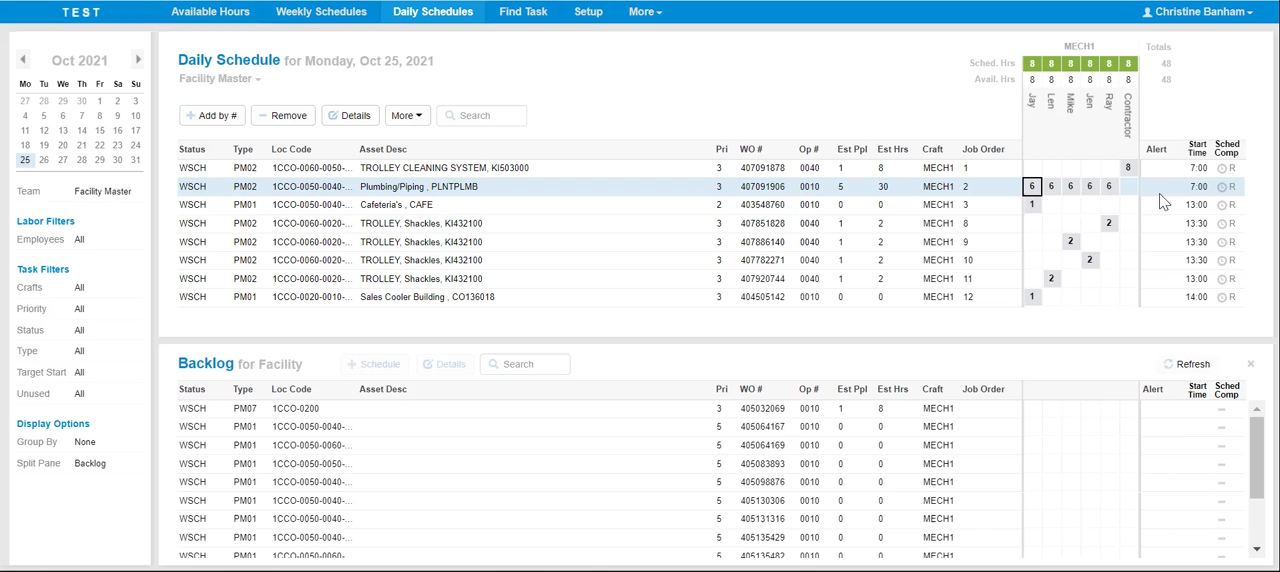 TEST Available Hours Weekly Schedules Daily Schedules Find Task Setup More Christine Banham
Oct 2021
Mo Tu We Th Fr Sa Su
27 28 29 30 1 2 3
4 5 6 7 8 9 10
11 12 13 14 15 16 17
18 19 20 21 22 23 24
25 26 27 28 29 30 31
Team Facility Master
Labor Filters
Employees All
Task Filters
Crafts All
Priority All
Status All
Type All
Target Start All
Unused All
Display Options
Group By None
Split Pane Backlog
Daily Schedule for Monday, Oct 25, 2021
Facility Master
MECH1 Totals
Sched. Hrs 8 8 8 8 8 8 48
Avail. Hrs 8 8 8 8 8 8 48
Jay Len Mike Jen Ray Contractor
+ Add by # − Remove Details More Search
Status Type Loc Code Asset Desc Pri WO # Op # Est Ppl Est Hrs Craft Job Order Alert Start Time Sched Comp
WSCH PM02 1CCO-0060-0050-... TROLLEY CLEANING SYSTEM, KI503000 3 407091878 0040 1 8 MECH1 1 8 7:00 R
WSCH PM02 1CCO-0050-0040-... Plumbing/Piping , PLNTPLMB 3 407091906 0010 5 30 MECH1 2 6 6 6 6 6 7:00 R
WSCH PM01 1CCO-0050-0040-... Cafeteria's , CAFE 2 403548760 0010 0 0 MECH1 3 1 13:00 R
WSCH PM02 1CCO-0060-0020-... TROLLEY, Shackles, KI432100 3 407851828 0040 1 2 MECH1 8 2 13:30 R
WSCH PM02 1CCO-0060-0020-... TROLLEY, Shackles, KI432100 3 407886140 0040 1 2 MECH1 9 2 13:30 R
WSCH PM02 1CCO-0060-0020-... TROLLEY, Shackles, KI432100 3 407782271 0040 1 2 MECH1 10 2 13:30 R
WSCH PM02 1CCO-0060-0020-... TROLLEY, Shackles, KI432100 3 407920744 0040 1 2 MECH1 11 2 13:00 R
WSCH PM01 1CCO-0020-0010-... Sales Cooler Building , CO136018 3 404505142 0010 0 0 MECH1 12 1 14:00 R
Backlog for Facility + Schedule Details Search Refresh ×
Status Type Loc Code Asset Desc Pri WO # Op # Est Ppl Est Hrs Craft Job Order Alert Start Time Sched Comp
WSCH PM07 1CCO-0200 3 405032069 0010 1 8 MECH1 –
WSCH PM01 1CCO-0050-0040-... 5 405064167 0010 0 0 MECH1 –
WSCH PM01 1CCO-0050-0060-... 5 405064169 0010 0 0 MECH1 –
WSCH PM01 1CCO-0050-0050-... 5 405083893 0010 0 0 MECH1 –
WSCH PM01 1CCO-0050-0040-... 5 405098876 0010 0 0 MECH1 –
WSCH PM01 1CCO-0050-0040-... 5 405130306 0010 0 0 MECH1 –
WSCH PM01 1CCO-0050-0040-... 5 405131316 0010 0 0 MECH1 –
WSCH PM01 1CCO-0050-0040-... 5 405135429 0010 0 0 MECH1 –
WSCH PM01 1CCO-0050-0060-... 5 405135482 0010 0 0 MECH1 –